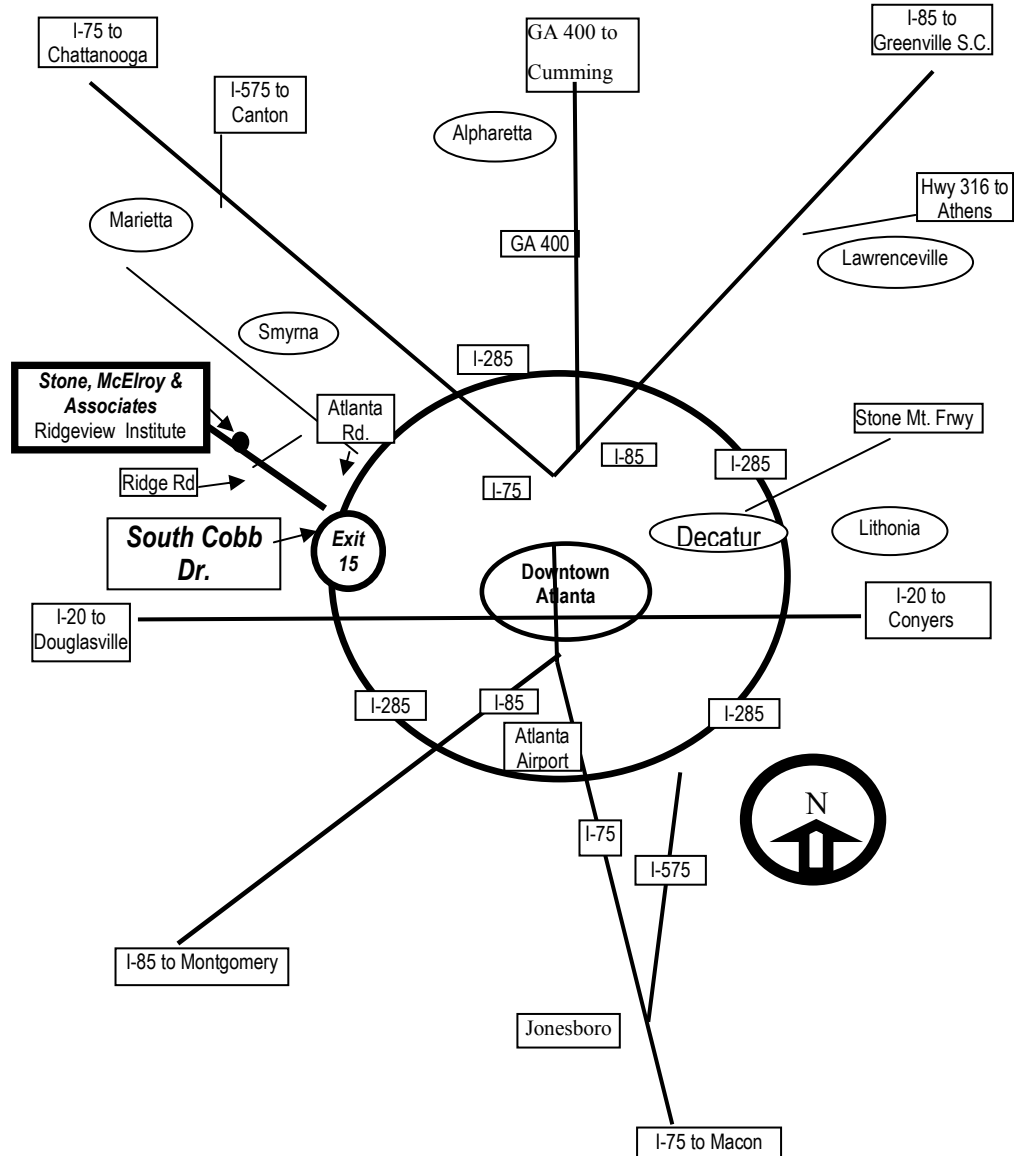 I-75 to
Chattanooga
GA 400 to
Cumming
I-85 to
Greenville S.C.
I-575 to
Canton
Alpharetta
Hwy 316 to
Athens
Marietta
GA 400
Lawrenceville
Smyrna
I-285
Stone, McElroy &
Associates
Ridgeview Institute
Atlanta
Rd.
Stone Mt. Frwy
I-85
I-285
Ridge Rd
I-75
South Cobb
Dr.
Exit
15
Decatur
Lithonia
Downtown
Atlanta
I-20 to
Douglasville
I-20 to
Conyers
I-285
I-85
I-285
Atlanta
Airport
N
I-75
I-575
I-85 to Montgomery
Jonesboro
I-75 to Macon